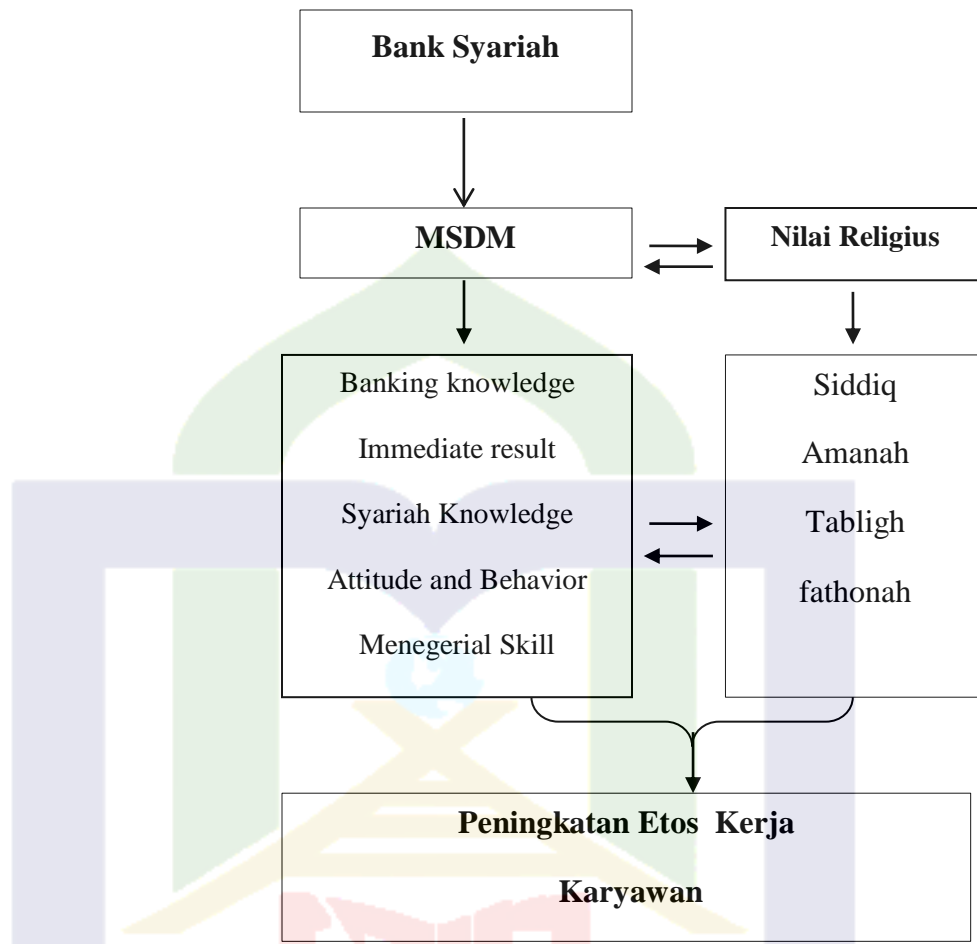 Bank Syariah
MSDM
Nilai Religius
Banking knowledge
Immediate result
Syariah Knowledge
Attitude and Behavior
Menegerial Skill
Siddiq
Amanah
Tabligh
fathonah
Peningkatan Etos Kerja
Karyawan